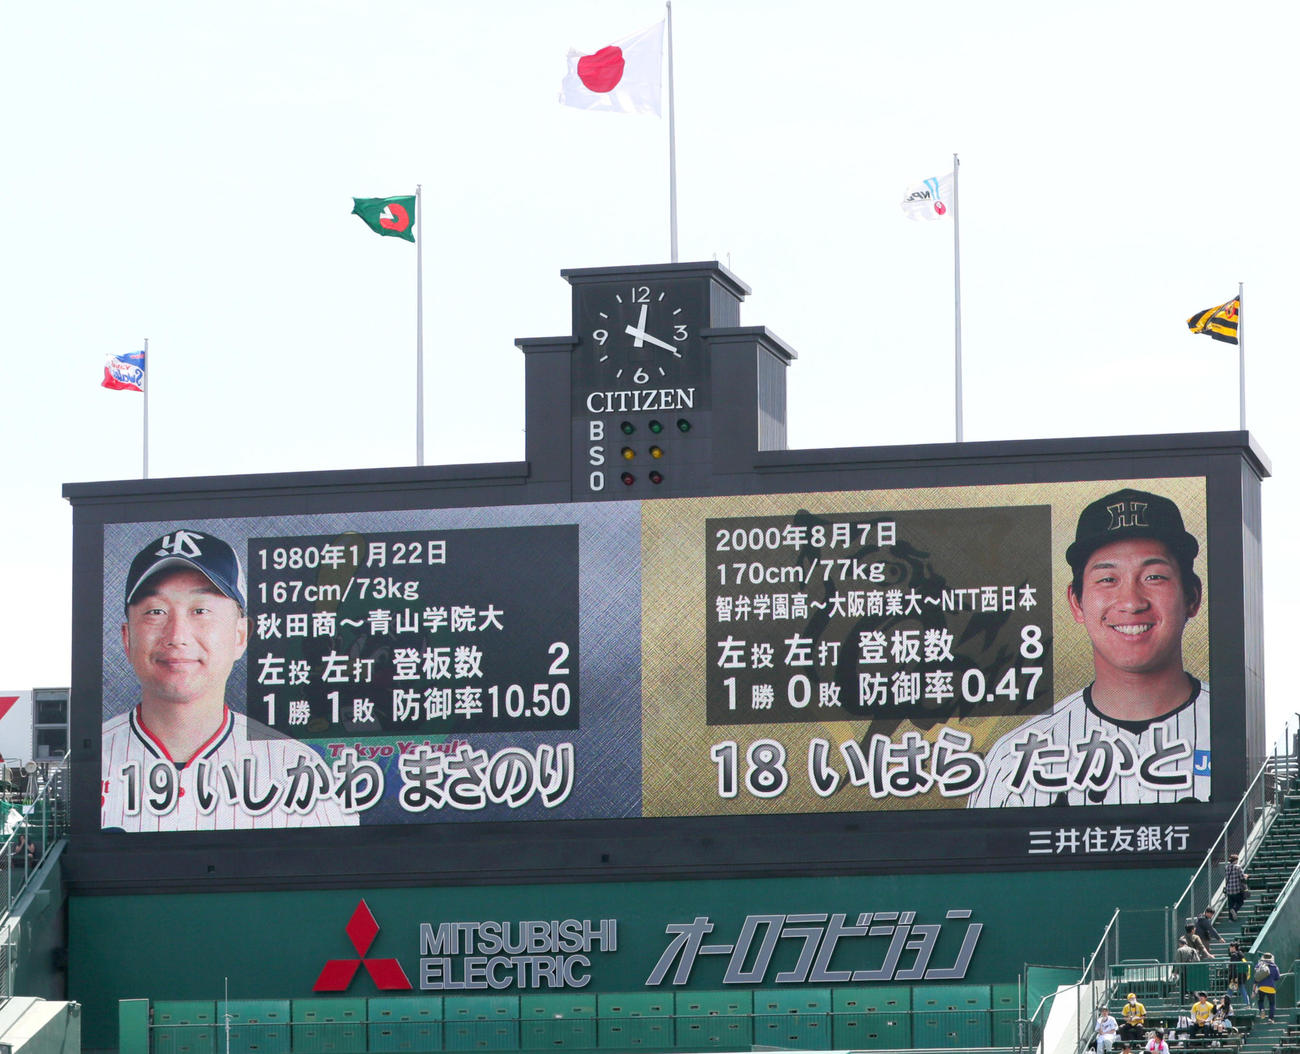 NPB
12
9 3
6
CITIZEN
B
S
O
1980年1月22日
167cm/73kg
秋田商～青山学院大
左投 左打 登板数 2
1勝 1敗 防御率10.50
Tokyo Yakult
19 いしかわ まさのり
2000年8月7日
170cm/77kg
智弁学園高～大阪商業大～NTT西日本
左投 左打 登板数 8
1勝 0敗 防御率0.47
18 いはら たかと
三井住友銀行
MITSUBISHI
ELECTRIC
オーロラビジョン